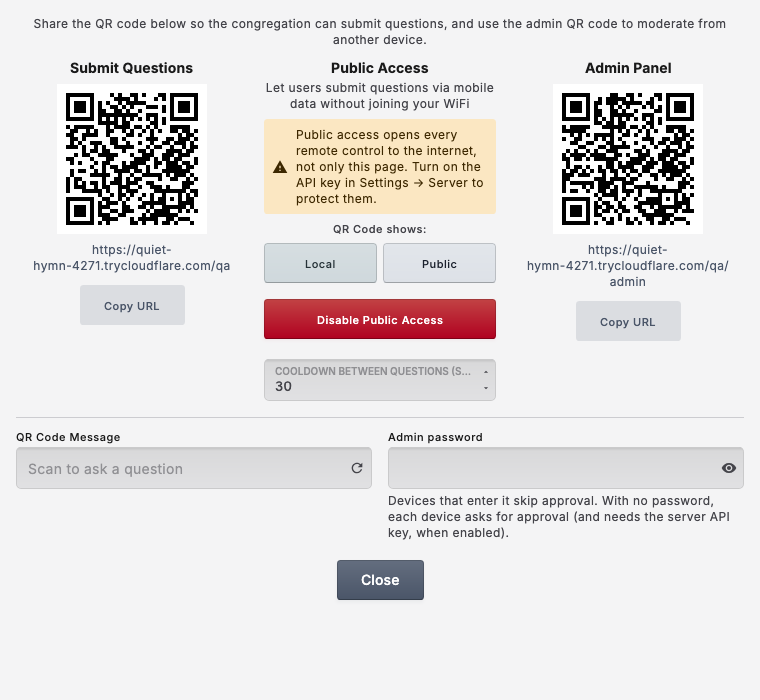 Share the QR code below so the congregation can submit questions, and use the admin QR code to moderate from
another device.
Submit Questions
https://quiet-
hymn-4271.trycloudflare.com/qa
Copy URL
Public Access
Let users submit questions via mobile
data without joining your WiFi
Public access opens every
remote control to the internet,
not only this page. Turn on the
API key in Settings → Server to
protect them.
QR Code shows:
Local
Public
Disable Public Access
COOLDOWN BETWEEN QUESTIONS (S...
30
Admin Panel
https://quiet-
hymn-4271.trycloudflare.com/qa/
admin
Copy URL
QR Code Message
Scan to ask a question
Admin password
Devices that enter it skip approval. With no password,
each device asks for approval (and needs the server API
key, when enabled).
Close